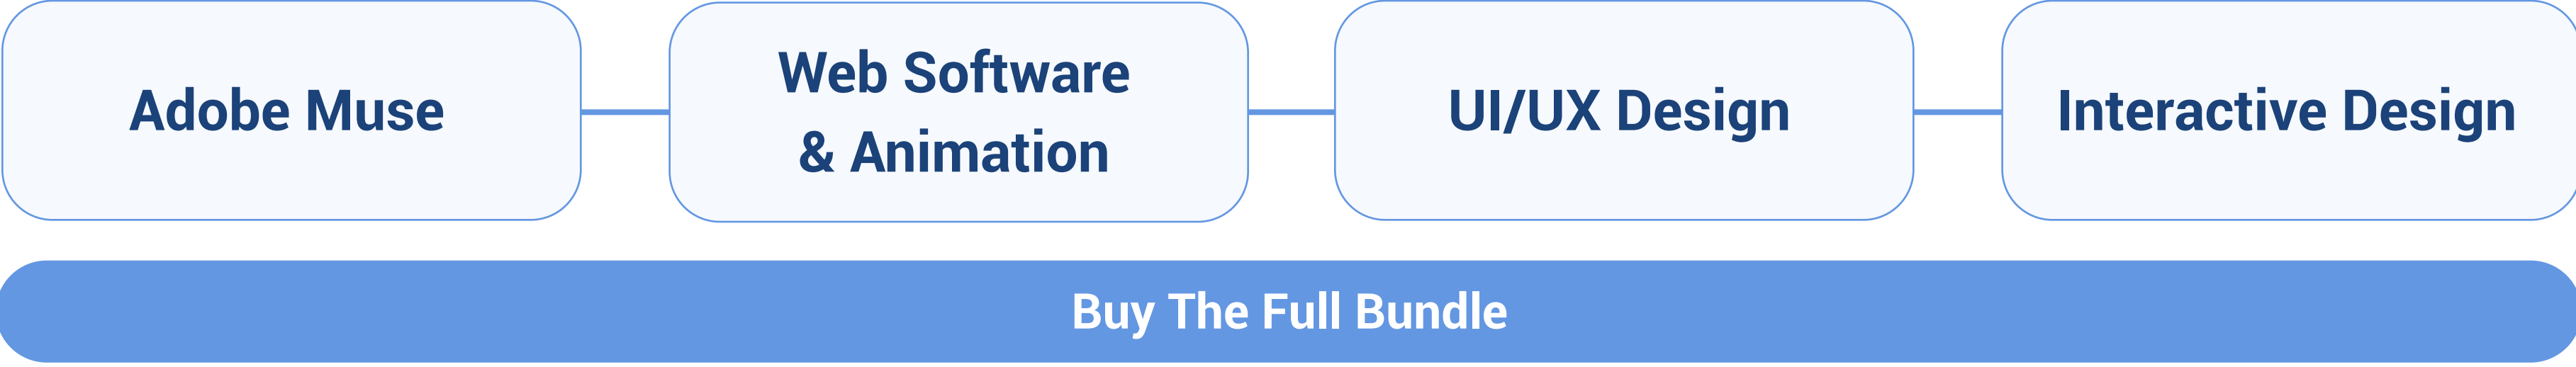 Adobe Muse
Web Software
& Animation
UI/UX Design
Interactive Design
Buy The Full Bundle